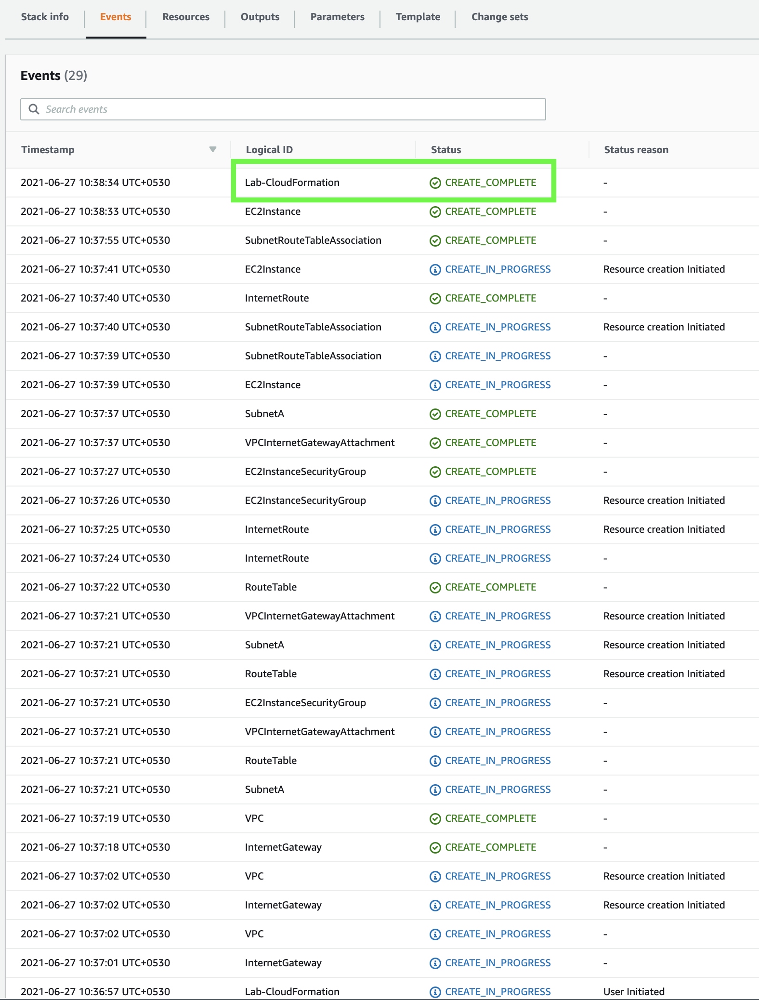 Stack info Events Resources Outputs Parameters Template Change sets
Events (29)
Search events
Timestamp Logical ID Status Status reason
2021-06-27 10:38:34 UTC+0530 Lab-CloudFormation CREATE_COMPLETE -
2021-06-27 10:38:33 UTC+0530 EC2Instance CREATE_COMPLETE -
2021-06-27 10:37:55 UTC+0530 SubnetRouteTableAssociation CREATE_COMPLETE -
2021-06-27 10:37:41 UTC+0530 EC2Instance CREATE_IN_PROGRESS Resource creation Initiated
2021-06-27 10:37:40 UTC+0530 InternetRoute CREATE_COMPLETE -
2021-06-27 10:37:40 UTC+0530 SubnetRouteTableAssociation CREATE_IN_PROGRESS Resource creation Initiated
2021-06-27 10:37:39 UTC+0530 SubnetRouteTableAssociation CREATE_IN_PROGRESS -
2021-06-27 10:37:39 UTC+0530 EC2Instance CREATE_IN_PROGRESS -
2021-06-27 10:37:37 UTC+0530 SubnetA CREATE_COMPLETE -
2021-06-27 10:37:37 UTC+0530 VPCInternetGatewayAttachment CREATE_COMPLETE -
2021-06-27 10:37:27 UTC+0530 EC2InstanceSecurityGroup CREATE_COMPLETE -
2021-06-27 10:37:26 UTC+0530 EC2InstanceSecurityGroup CREATE_IN_PROGRESS Resource creation Initiated
2021-06-27 10:37:25 UTC+0530 InternetRoute CREATE_IN_PROGRESS Resource creation Initiated
2021-06-27 10:37:24 UTC+0530 InternetRoute CREATE_IN_PROGRESS -
2021-06-27 10:37:22 UTC+0530 RouteTable CREATE_COMPLETE -
2021-06-27 10:37:21 UTC+0530 VPCInternetGatewayAttachment CREATE_IN_PROGRESS Resource creation Initiated
2021-06-27 10:37:21 UTC+0530 SubnetA CREATE_IN_PROGRESS Resource creation Initiated
2021-06-27 10:37:21 UTC+0530 RouteTable CREATE_IN_PROGRESS Resource creation Initiated
2021-06-27 10:37:21 UTC+0530 EC2InstanceSecurityGroup CREATE_IN_PROGRESS -
2021-06-27 10:37:21 UTC+0530 VPCInternetGatewayAttachment CREATE_IN_PROGRESS -
2021-06-27 10:37:21 UTC+0530 RouteTable CREATE_IN_PROGRESS -
2021-06-27 10:37:21 UTC+0530 SubnetA CREATE_IN_PROGRESS -
2021-06-27 10:37:19 UTC+0530 VPC CREATE_COMPLETE -
2021-06-27 10:37:18 UTC+0530 InternetGateway CREATE_COMPLETE -
2021-06-27 10:37:02 UTC+0530 VPC CREATE_IN_PROGRESS Resource creation Initiated
2021-06-27 10:37:02 UTC+0530 InternetGateway CREATE_IN_PROGRESS Resource creation Initiated
2021-06-27 10:37:02 UTC+0530 VPC CREATE_IN_PROGRESS -
2021-06-27 10:37:01 UTC+0530 InternetGateway CREATE_IN_PROGRESS -
2021-06-27 10:36:57 UTC+0530 Lab-CloudFormation CREATE_IN_PROGRESS User Initiated